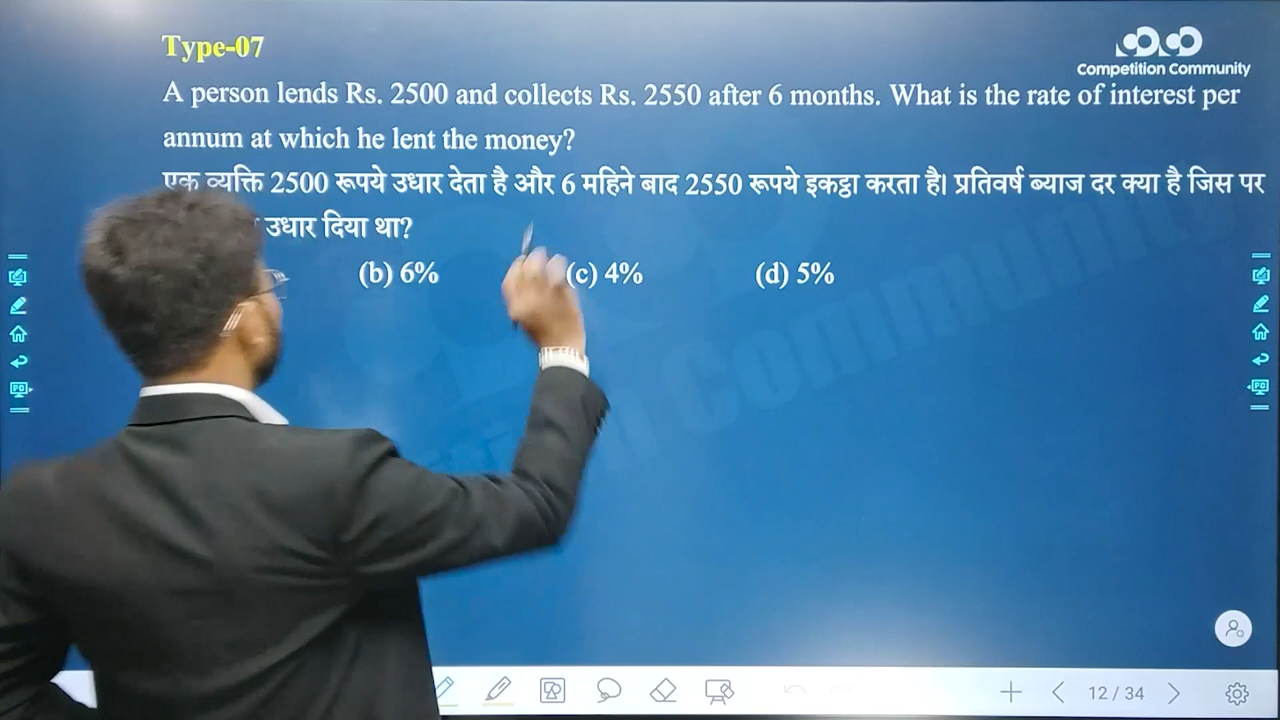 Type-07
Competition Community
A person lends Rs. 2500 and collects Rs. 2550 after 6 months. What is the rate of interest per
annum at which he lent the money?
एक व्यक्ति 2500 रूपये उधार देता है और 6 महिने बाद 2550 रूपये इकट्ठा करता है। प्रतिवर्ष ब्याज दर क्या है जिस पर
उधार दिया था?
(b) 6% (c) 4% (d) 5%
Community
12 / 34